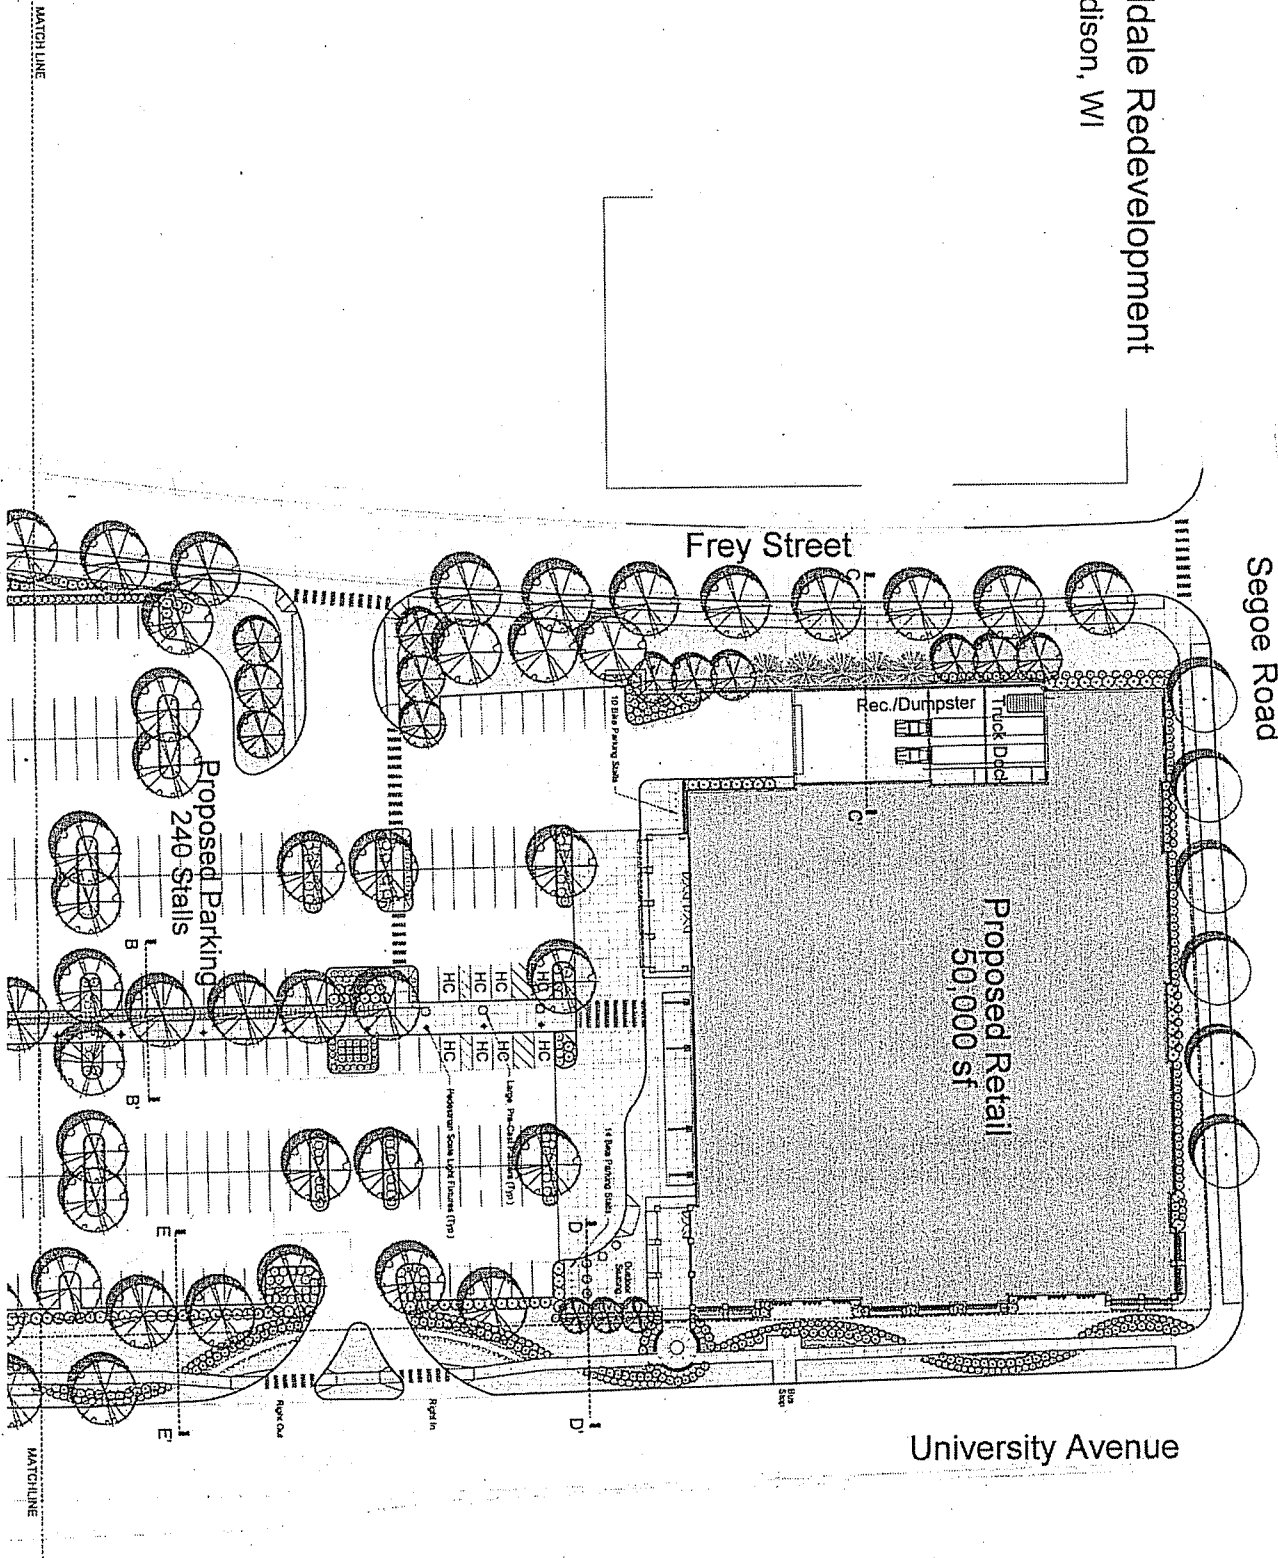 ldale Redevelopment
dison, WI
Segoe Road
Frey Street
University Avenue
Proposed Retail
50,000 sf
Truck Dock
Rec./Dumpster
10 Bike Parking Stalls
14 Bike Parking Stalls
Outdoor
Seating
Bus
Stop
Large Pre-Cast Planters (Typ.)
Pedestrian Scale Light Fixtures (Typ.)
HC
HC
HC
HC
HC
HC
HC
HC
Proposed Parking
240 Stalls
Right In
Right Out
B
B'
C
C'
D
D'
E
E'
MATCH LINE
MATCHLINE